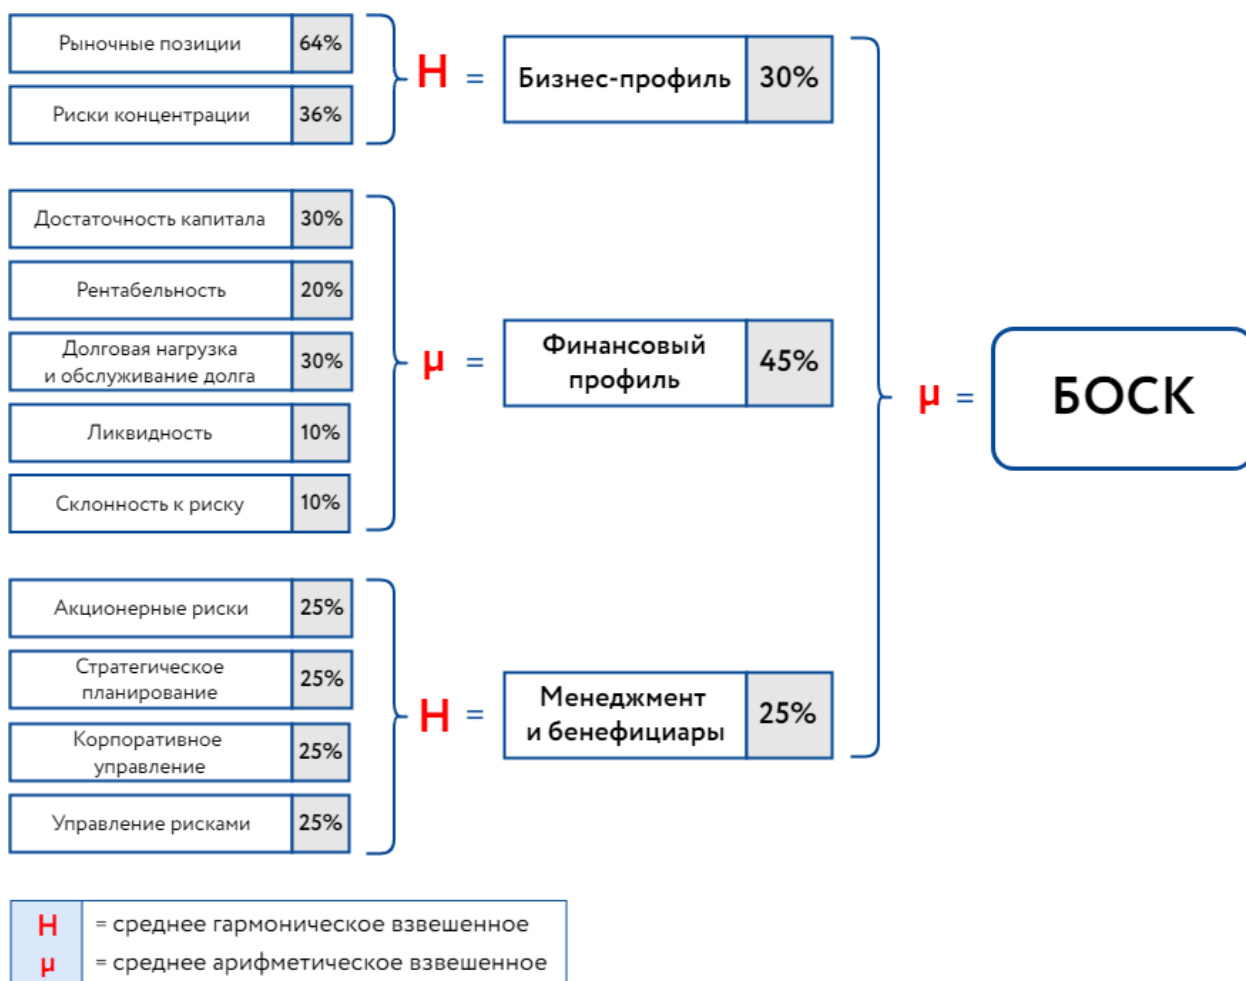 Рыночные позиции 64%
Риски концентрации 36%
H = Бизнес-профиль 30%
Достаточность капитала 30%
Рентабельность 20%
Долговая нагрузка
и обслуживание долга 30%
Ликвидность 10%
Склонность к риску 10%
μ = Финансовый
профиль 45%
Акционерные риски 25%
Стратегическое
планирование 25%
Корпоративное
управление 25%
Управление рисками 25%
H = Менеджмент
и бенефициары 25%
μ = БОСК
H = среднее гармоническое взвешенное
μ = среднее арифметическое взвешенное